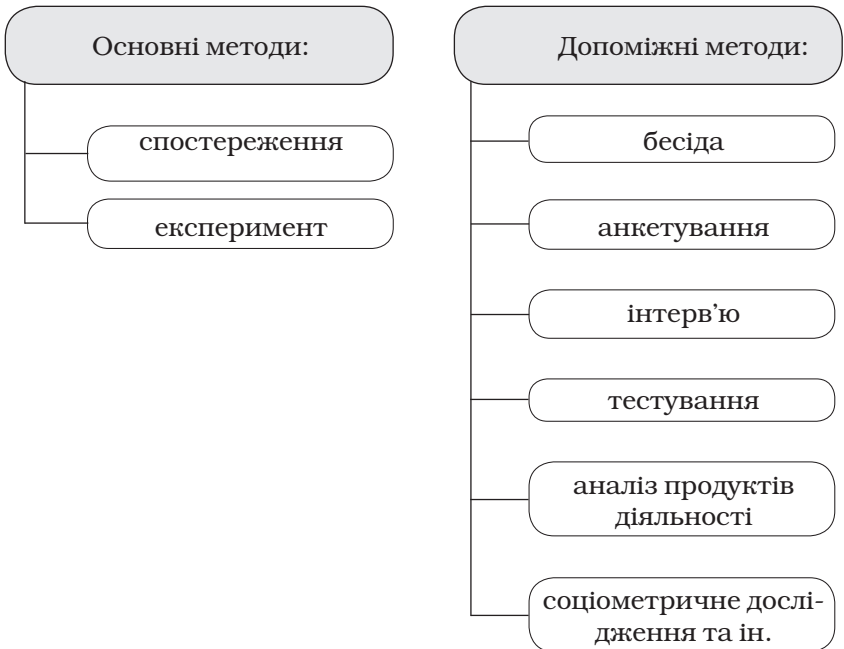 Основні методи:
спостереження
експеримент
Допоміжні методи:
бесіда
анкетування
інтерв’ю
тестування
аналіз продуктів
діяльності
соціометричне дослі-
дження та ін.